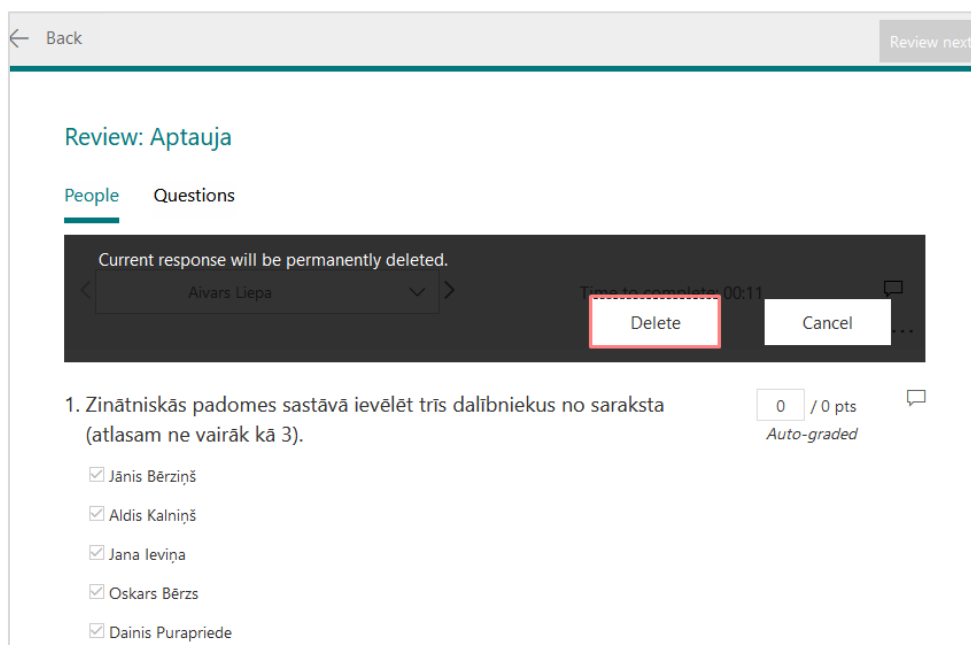 Back
Review next
Review: Aptauja
People Questions
Current response will be permanently deleted.
Aivars Liepa
Time to complete: 00:11
Delete Cancel
1. Zinātniskās padomes sastāvā ievēlēt trīs dalībniekus no saraksta
(atlasam ne vairāk kā 3).
0 / 0 pts
Auto-graded
Jānis Bērziņš
Aldis Kalniņš
Jana Ieviņa
Oskars Bērzs
Dainis Purapriede